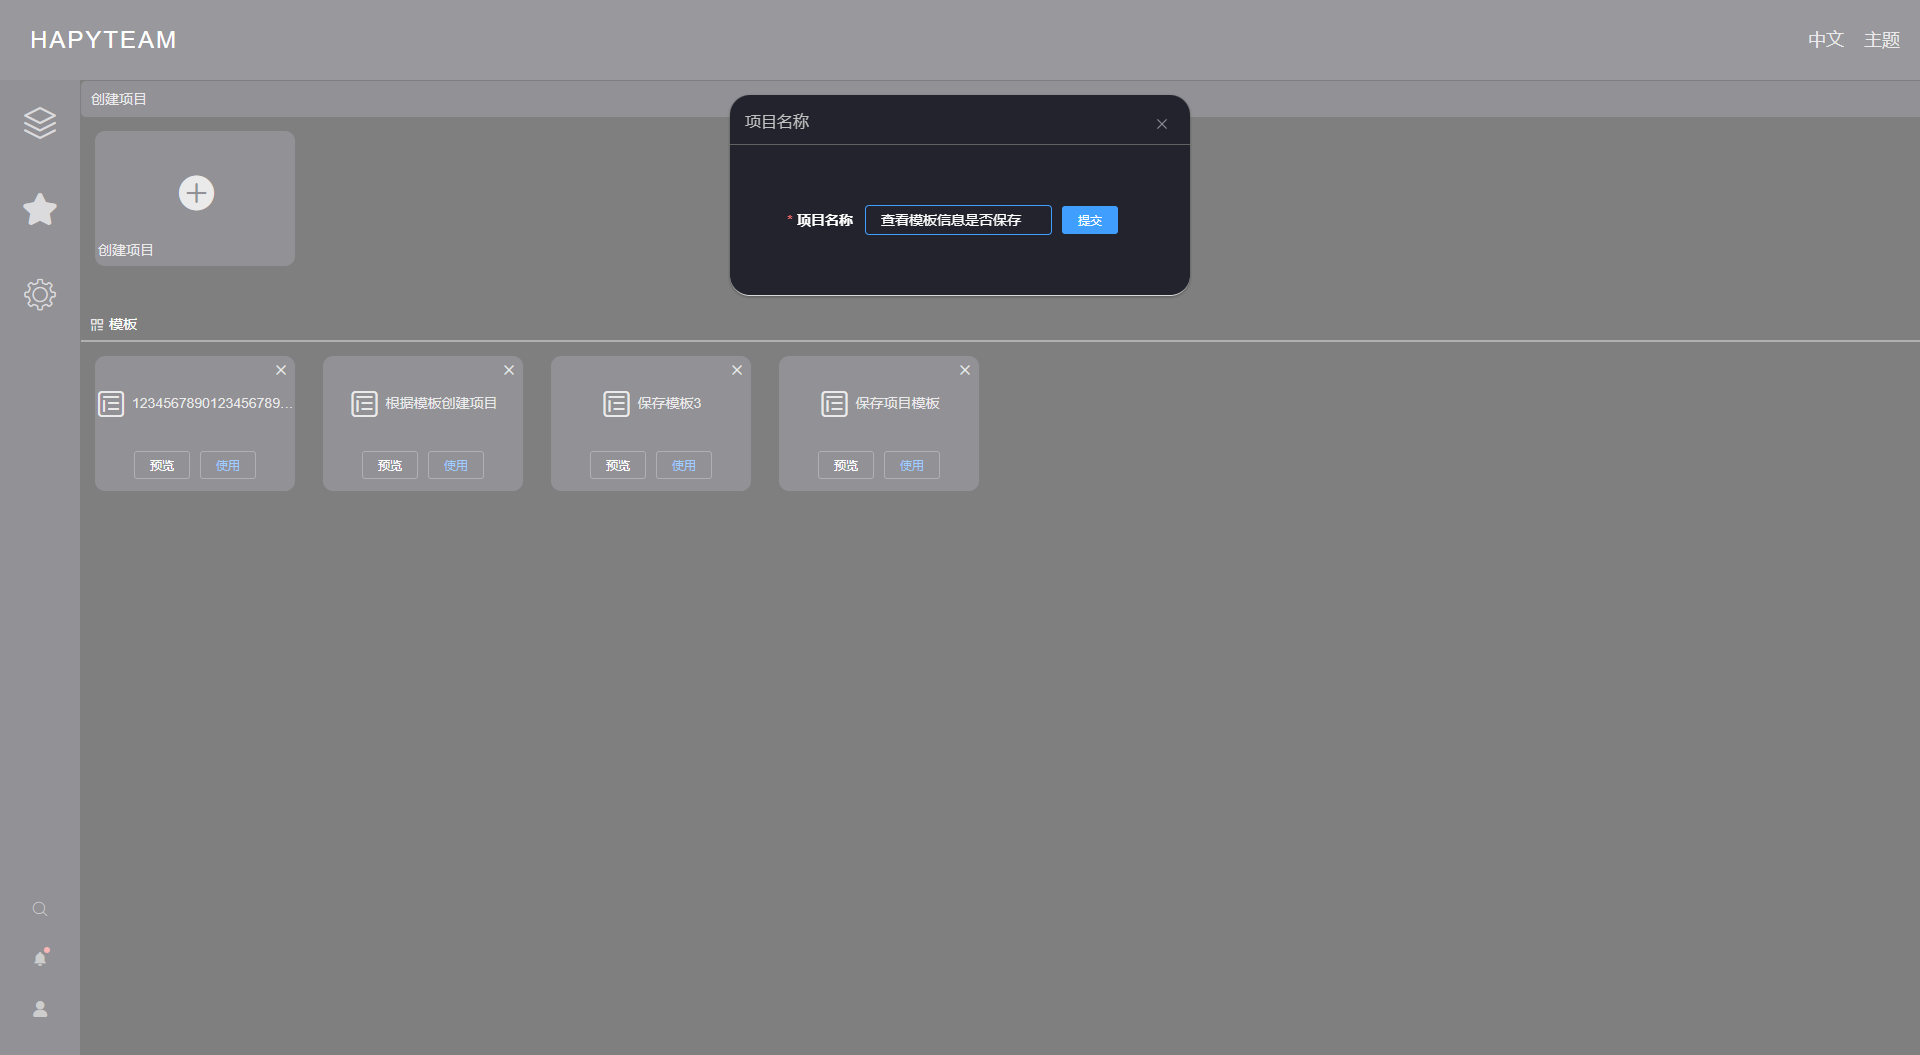 HAPYTEAM
中文 主题
创建项目
项目名称
* 项目名称 查看模板信息是否保存 提交
创建项目
模板
1234567890123456789...
预览 使用
根据模板创建项目
预览 使用
保存模板3
预览 使用
保存项目模板
预览 使用